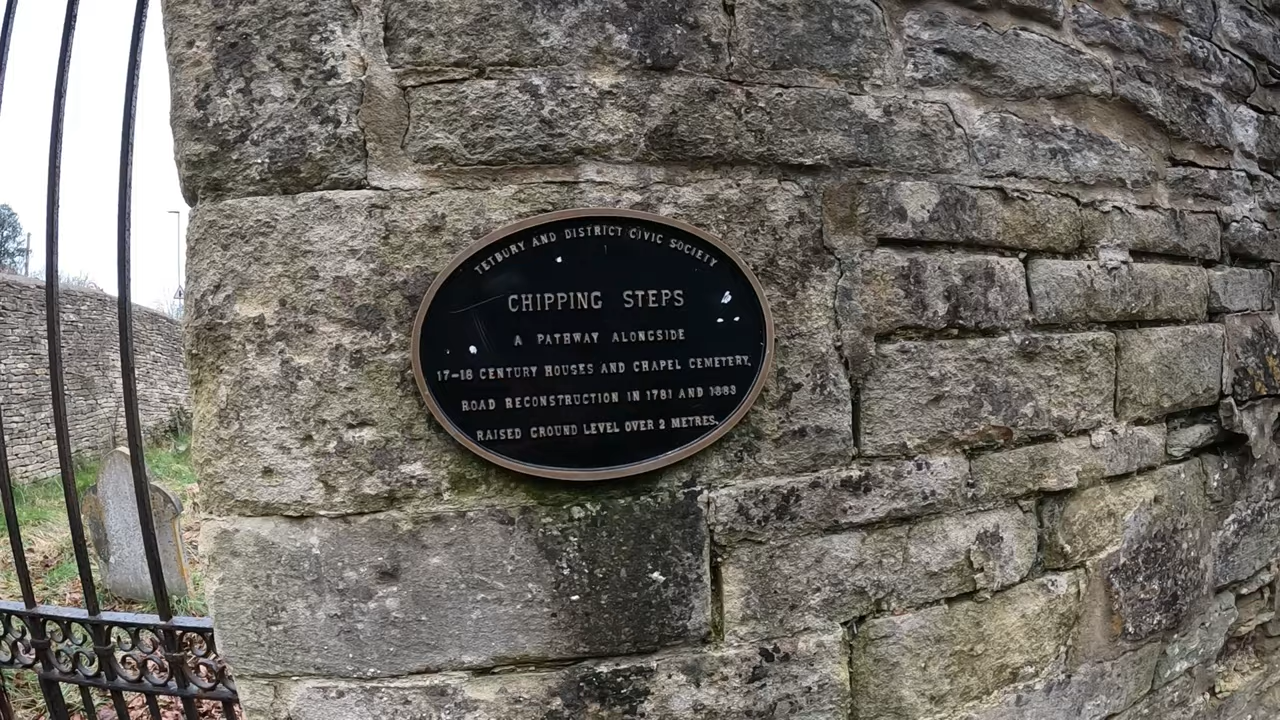 TETBURY AND DISTRICT CIVIC SOCIETY
CHIPPING STEPS
A PATHWAY ALONGSIDE
17-18 CENTURY HOUSES AND CHAPEL CEMETERY.
ROAD RECONSTRUCTION IN 1781 AND 1883
RAISED GROUND LEVEL OVER 2 METRES.